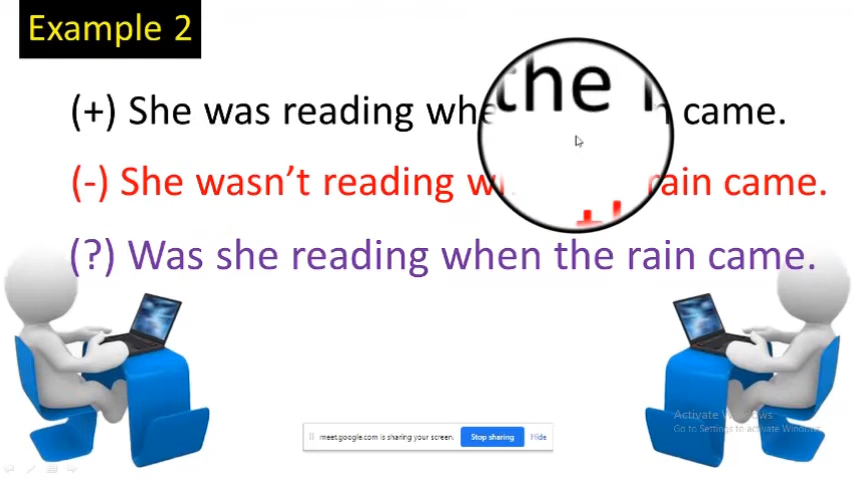 Example 2
(+) She was reading whe the came.
(-) She wasn't reading rain came.
(?) Was she reading when the rain came.
Activate Windows
Go to Settings to activate Windows.
meet.google.com is sharing your screen. Stop sharing Hide